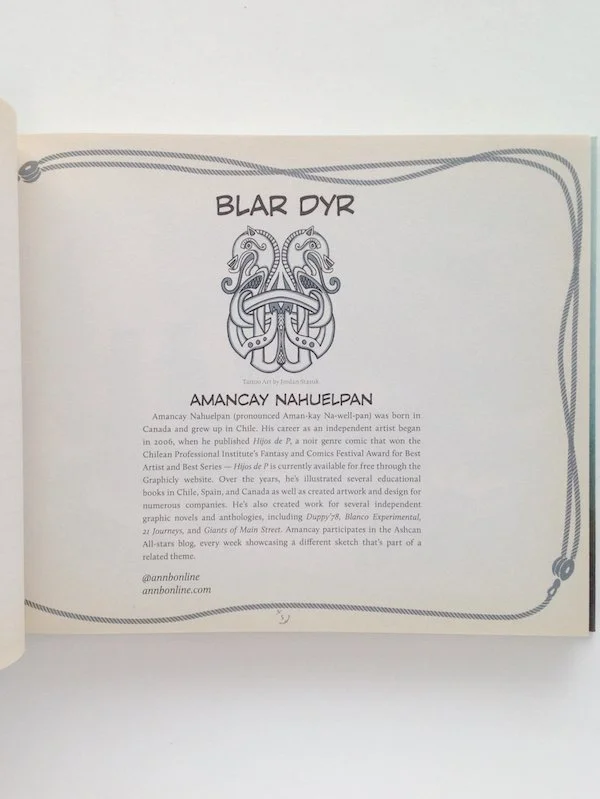 BLAR DYR
Tattoo Art by Jordan Stanuk
AMANCAY NAHUELPAN
Amancay Nahuelpan (pronounced Aman-kay Na-well-pan) was born in
Canada and grew up in Chile. His career as an independent artist began
in 2006, when he published Hijos de P, a noir genre comic that won the
Chilean Professional Institute's Fantasy and Comics Festival Award for Best
Artist and Best Series — Hijos de P is currently available for free through the
Graphicly website. Over the years, he's illustrated several educational
books in Chile, Spain, and Canada as well as created artwork and design for
numerous companies. He's also created work for several independent
graphic novels and anthologies, including Duppy'78, Blanco Experimental,
21 Journeys, and Giants of Main Street. Amancay participates in the Ashcan
All-stars blog, every week showcasing a different sketch that's part of a
related theme.
@annbonline
annbonline.com